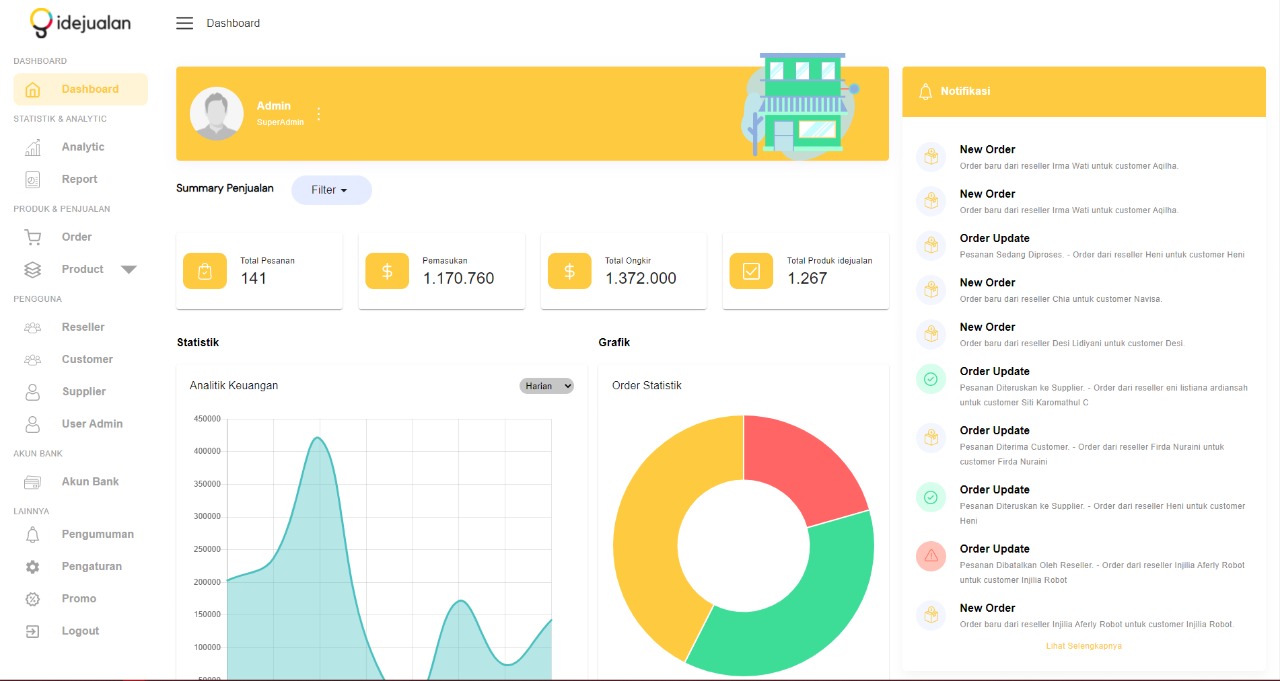 idejualan
Dashboard
DASHBOARD
Dashboard
STATISTIK & ANALYTIC
Analytic
Report
PRODUK & PENJUALAN
Order
Product
PENGGUNA
Reseller
Customer
Supplier
User Admin
AKUN BANK
Akun Bank
LAINNYA
Pengumuman
Pengaturan
Promo
Logout
Admin
SuperAdmin
Summary Penjualan
Filter
Total Pesanan
141
Pemasukan
1.170.760
Total Ongkir
1.372.000
Total Produk idejualan
1.267
Statistik
Analitik Keuangan
Harian
450000
400000
350000
300000
250000
200000
150000
100000
50000
Grafik
Order Statistik
Notifikasi
New Order
Order baru dari reseller Irma Wati untuk customer Aqilha.
New Order
Order baru dari reseller Irma Wati untuk customer Aqilha.
Order Update
Pesanan Sedang Diproses. - Order dari reseller Heni untuk customer Heni
New Order
Order baru dari reseller Chia untuk customer Navisa.
New Order
Order baru dari reseller Desi Lidiyani untuk customer Desi.
Order Update
Pesanan Diteruskan ke Supplier. - Order dari reseller eni listiana ardiansah
untuk customer Siti Karomathul C
Order Update
Pesanan Diterima Customer. - Order dari reseller Firda Nuraini untuk
customer Firda Nuraini
Order Update
Pesanan Diteruskan ke Supplier. - Order dari reseller Heni untuk customer
Heni
Order Update
Pesanan Dibatalkan Oleh Reseller. - Order dari reseller Injilia Aferly Robot
untuk customer Injilia Robot
New Order
Order baru dari reseller Injilia Aferly Robot untuk customer Injilia Robot.
Lihat Selengkapnya